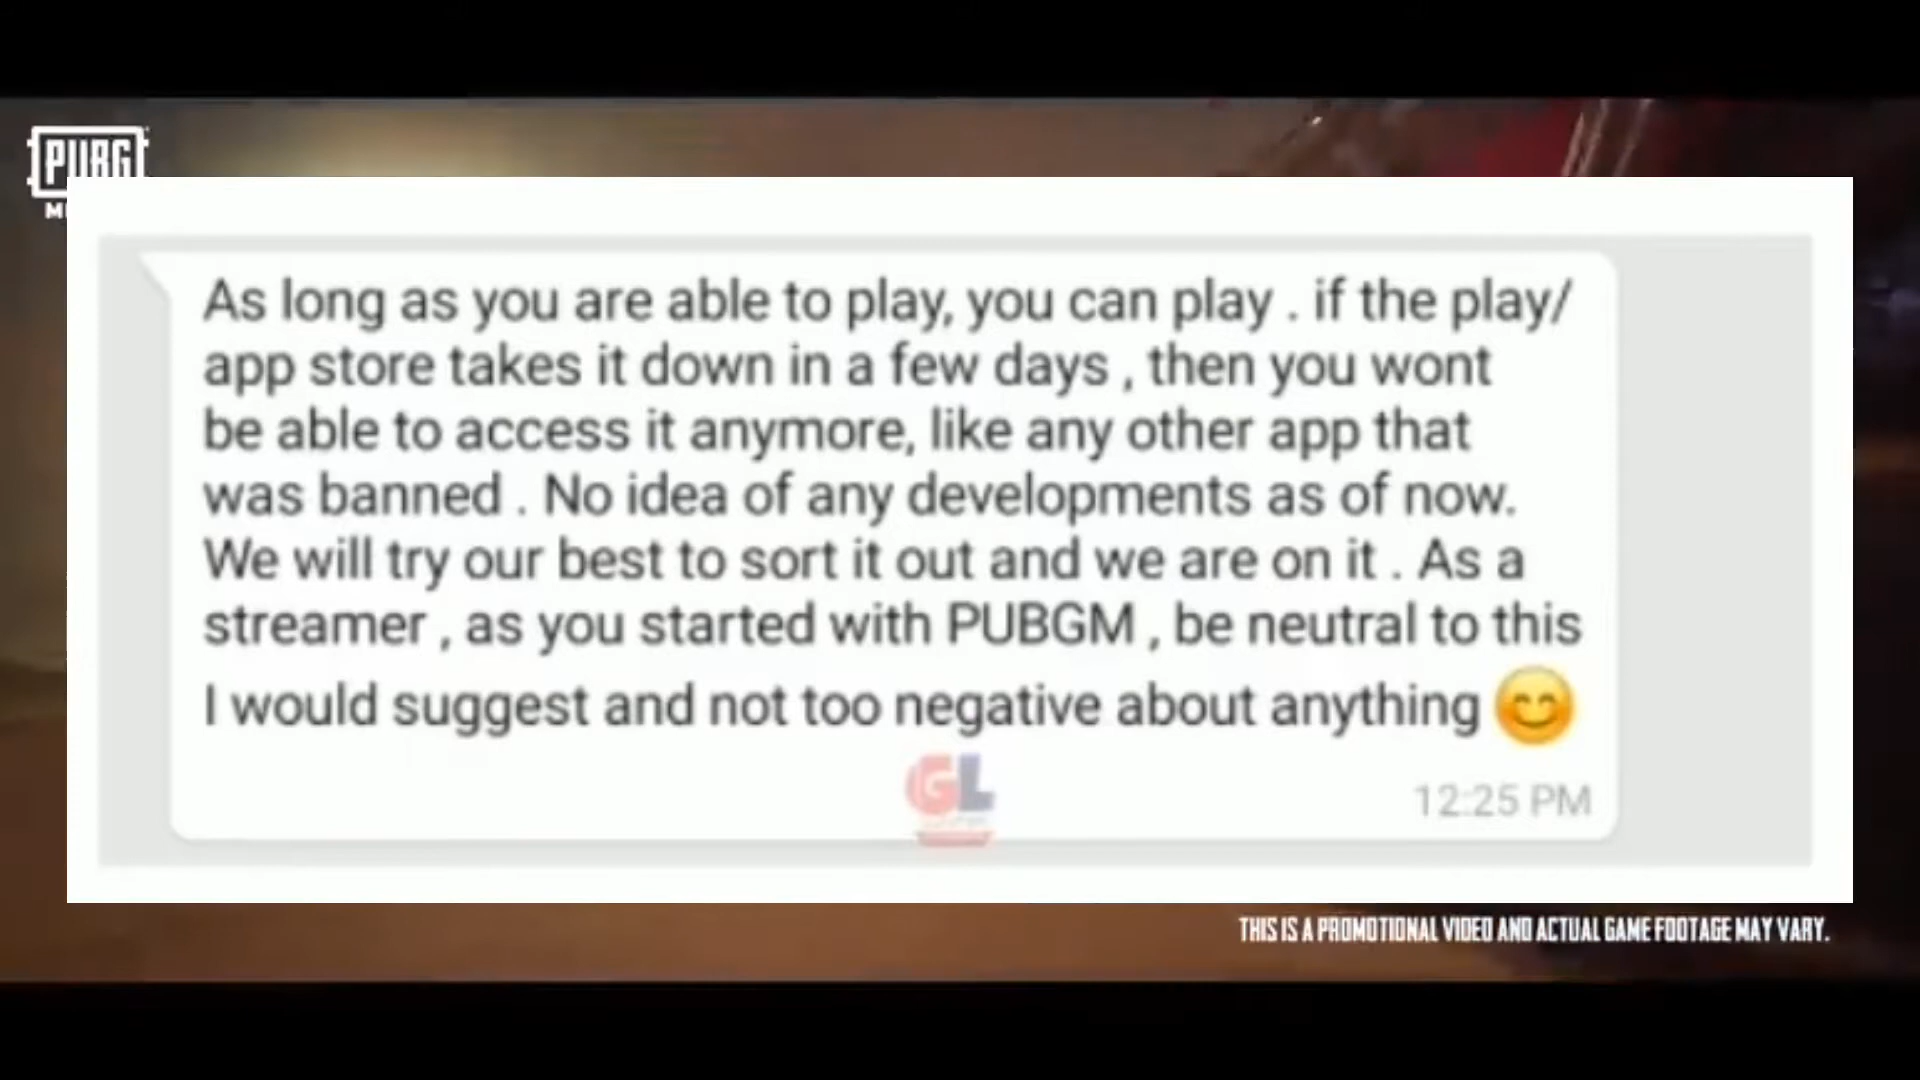 PUBG
As long as you are able to play, you can play . if the play/
app store takes it down in a few days , then you wont
be able to access it anymore, like any other app that
was banned . No idea of any developments as of now.
We will try our best to sort it out and we are on it . As a
streamer , as you started with PUBGM , be neutral to this
I would suggest and not too negative about anything 😊
GL
12:25 PM
THIS IS A PROMOTIONAL VIDEO AND ACTUAL GAME FOOTAGE MAY VARY.